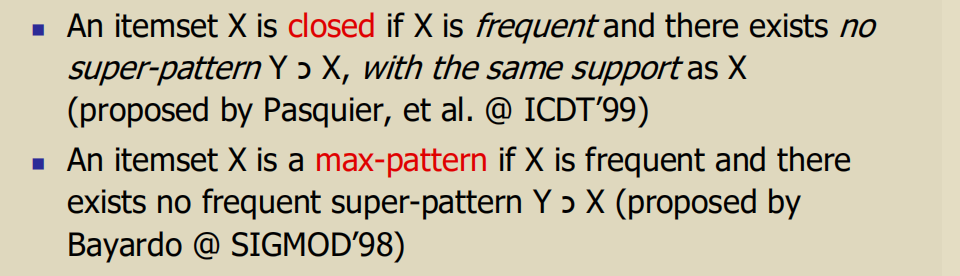 ▪ An itemset X is closed if X is frequent and there exists no
super-pattern Y כ X, with the same support as X
(proposed by Pasquier, et al. @ ICDT’99)
▪ An itemset X is a max-pattern if X is frequent and there
exists no frequent super-pattern Y כ X (proposed by
Bayardo @ SIGMOD’98)